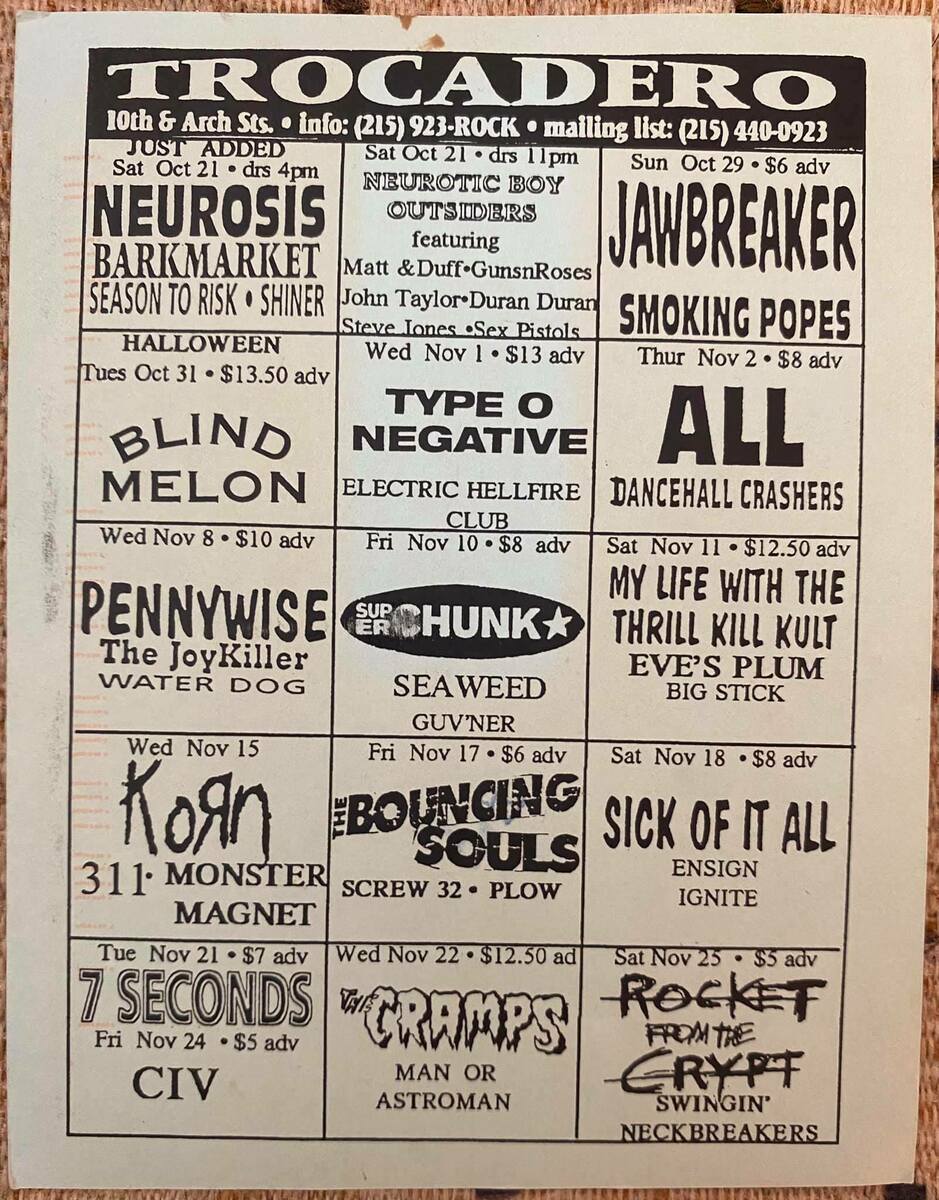 TROCADERO
10th & Arch Sts. • info: (215) 923-ROCK • mailing list: (215) 440-0923
JUST ADDED
Sat Oct 21 • drs 4pm
NEUROSIS
BARKMARKET
SEASON TO RISK • SHINER
Sat Oct 21 • drs 11pm
NEUROTIC BOY
OUTSIDERS
featuring
Matt & Duff•GunsnRoses
John Taylor•Duran Duran
Steve Jones •Sex Pistols
Sun Oct 29 • $6 adv
JAWBREAKER
SMOKING POPES
HALLOWEEN
Tues Oct 31 • $13.50 adv
BLIND
MELON
Wed Nov 1 • $13 adv
TYPE O
NEGATIVE
ELECTRIC HELLFIRE
CLUB
Thur Nov 2 • $8 adv
ALL
DANCEHALL CRASHERS
Wed Nov 8 • $10 adv
PENNYWISE
The JoyKiller
WATER DOG
Fri Nov 10 • $8 adv
SUP
ER
CHUNK
SEAWEED
GUV'NER
Sat Nov 11 • $12.50 adv
MY LIFE WITH THE
THRILL KILL KULT
EVE'S PLUM
BIG STICK
Wed Nov 15
KoЯn
311• MONSTER
MAGNET
Fri Nov 17 • $6 adv
THE BOUNCING
SOULS
SCREW 32 • PLOW
Sat Nov 18 • $8 adv
SICK OF IT ALL
ENSIGN
IGNITE
Tue Nov 21 • $7 adv
7 SECONDS
Fri Nov 24 • $5 adv
CIV
Wed Nov 22 • $12.50 ad
THE CRAMPS
MAN OR
ASTROMAN
Sat Nov 25 • $5 adv
ROCKET
FROM THE
CRYPT
SWINGIN'
NECKBREAKERS